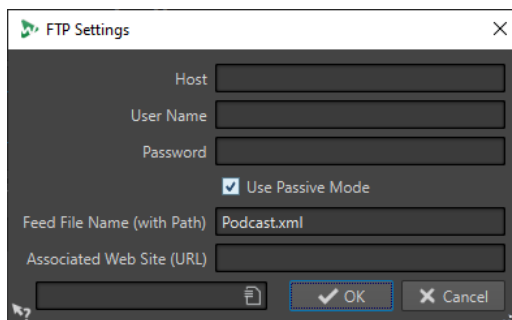 FTP Settings
Host
User Name
Password
Use Passive Mode
Feed File Name (with Path) Podcast.xml
Associated Web Site (URL)
OK Cancel